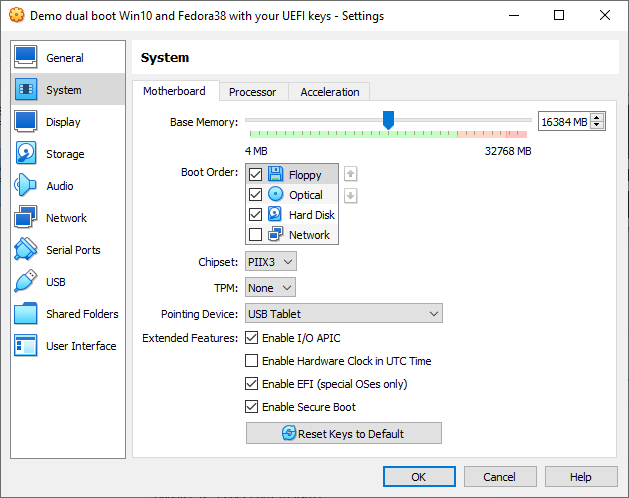 Demo dual boot Win10 and Fedora38 with your UEFI keys - Settings
General
System
Display
Storage
Audio
Network
Serial Ports
USB
Shared Folders
User Interface
System
Motherboard Processor Acceleration
Base Memory: 16384 MB
4 MB 32768 MB
Boot Order: Floppy
Optical
Hard Disk
Network
Chipset: PIIX3
TPM: None
Pointing Device: USB Tablet
Extended Features: Enable I/O APIC
Enable Hardware Clock in UTC Time
Enable EFI (special OSes only)
Enable Secure Boot
Reset Keys to Default
OK Cancel Help